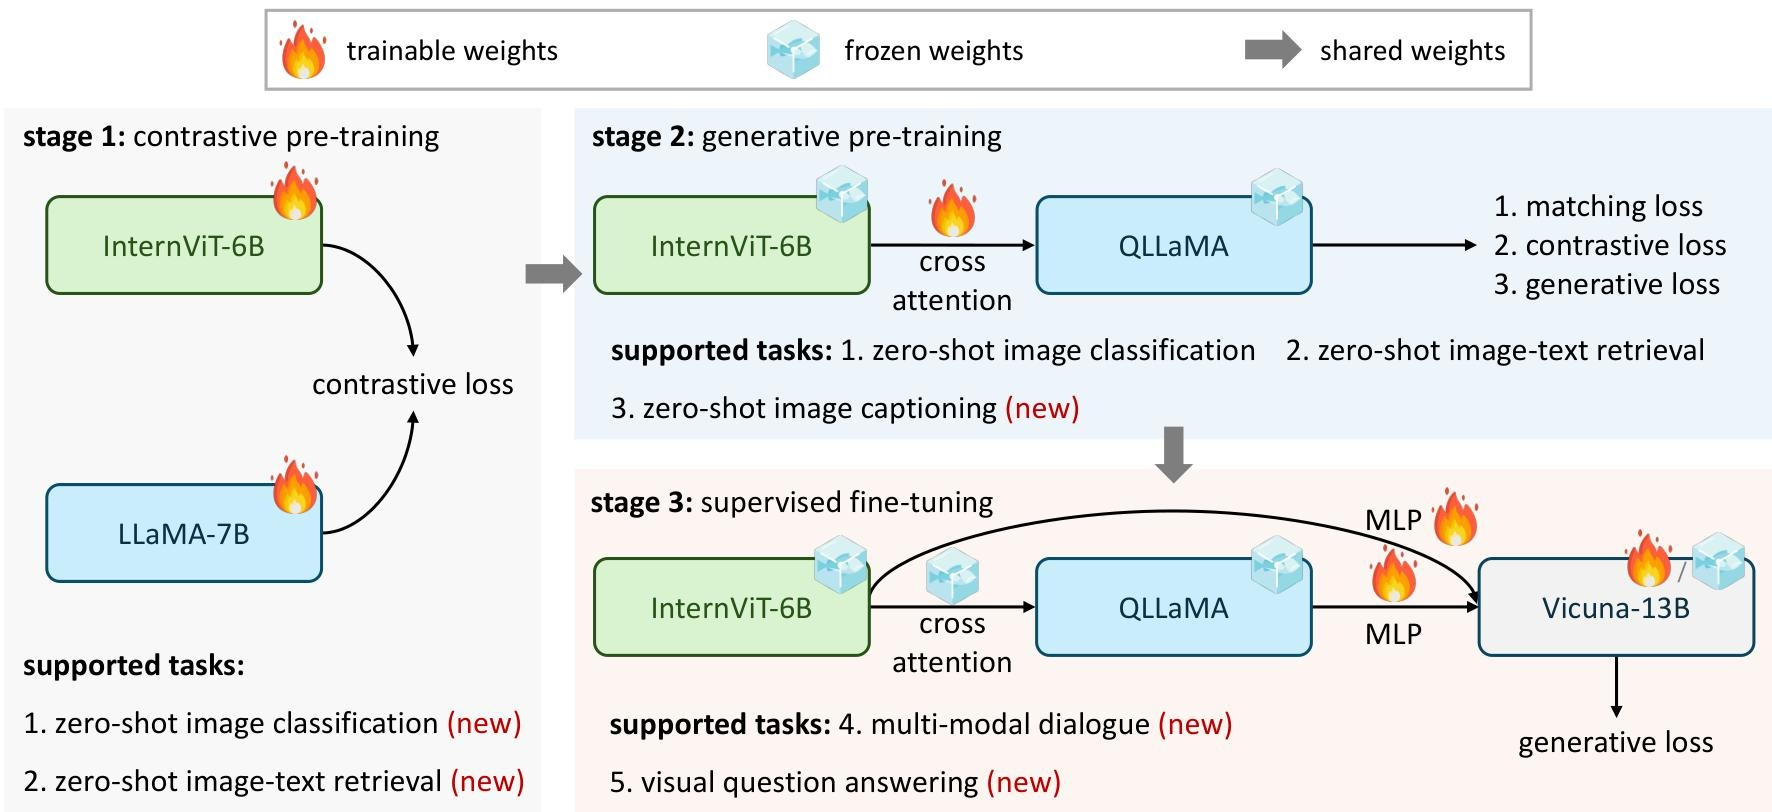 trainable weights
frozen weights
shared weights
stage 1: contrastive pre-training
InternViT-6B
contrastive loss
LLaMA-7B
supported tasks:
1. zero-shot image classification (new)
2. zero-shot image-text retrieval (new)
stage 2: generative pre-training
InternViT-6B
cross
attention
QLLaMA
1. matching loss
2. contrastive loss
3. generative loss
supported tasks: 1. zero-shot image classification 2. zero-shot image-text retrieval
3. zero-shot image captioning (new)
stage 3: supervised fine-tuning
MLP
InternViT-6B
cross
attention
QLLaMA
MLP
/
Vicuna-13B
generative loss
supported tasks: 4. multi-modal dialogue (new)
5. visual question answering (new)